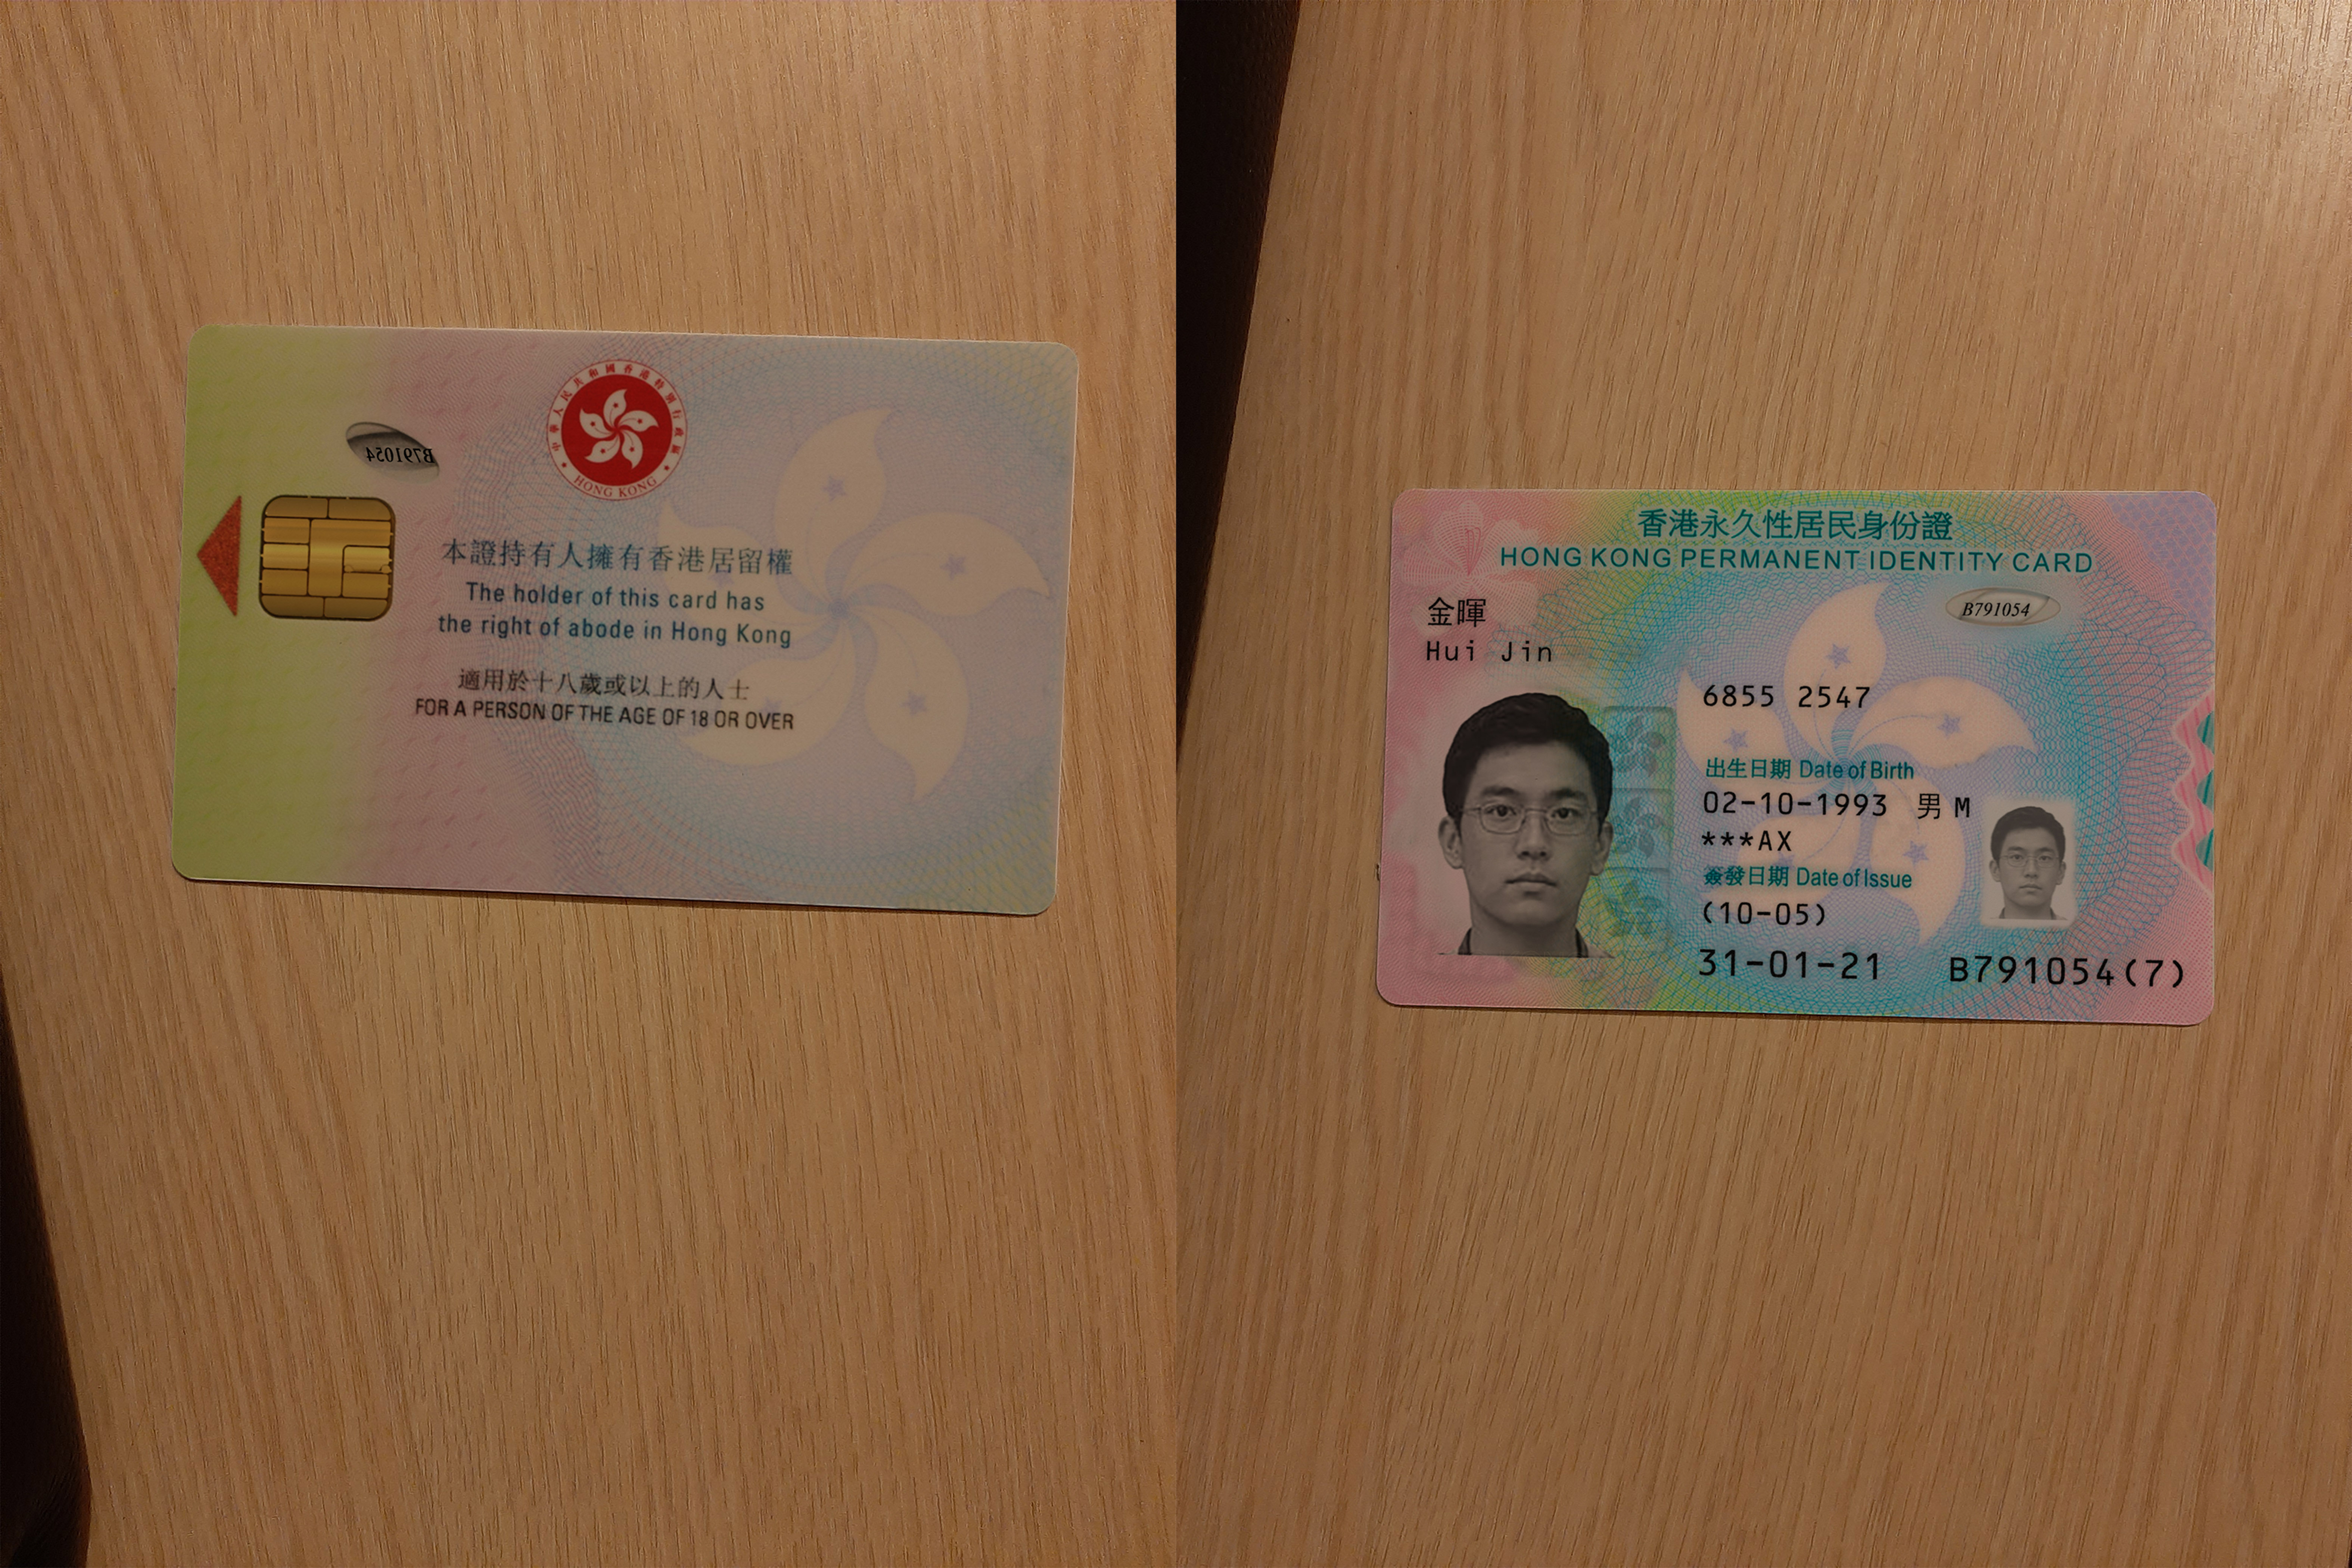 中華人民共和國香港特別行政區
HONG KONG
B791054
本證持有人擁有香港居留權
The holder of this card has
the right of abode in Hong Kong
適用於十八歲或以上的人士
FOR A PERSON OF THE AGE OF 18 OR OVER
香港永久性居民身份證
HONG KONG PERMANENT IDENTITY CARD
金暉
Hui Jin
B791054
6855 2547
出生日期 Date of Birth
02-10-1993 男 M
***AX
簽發日期 Date of Issue
(10-05)
31-01-21 B791054(7)